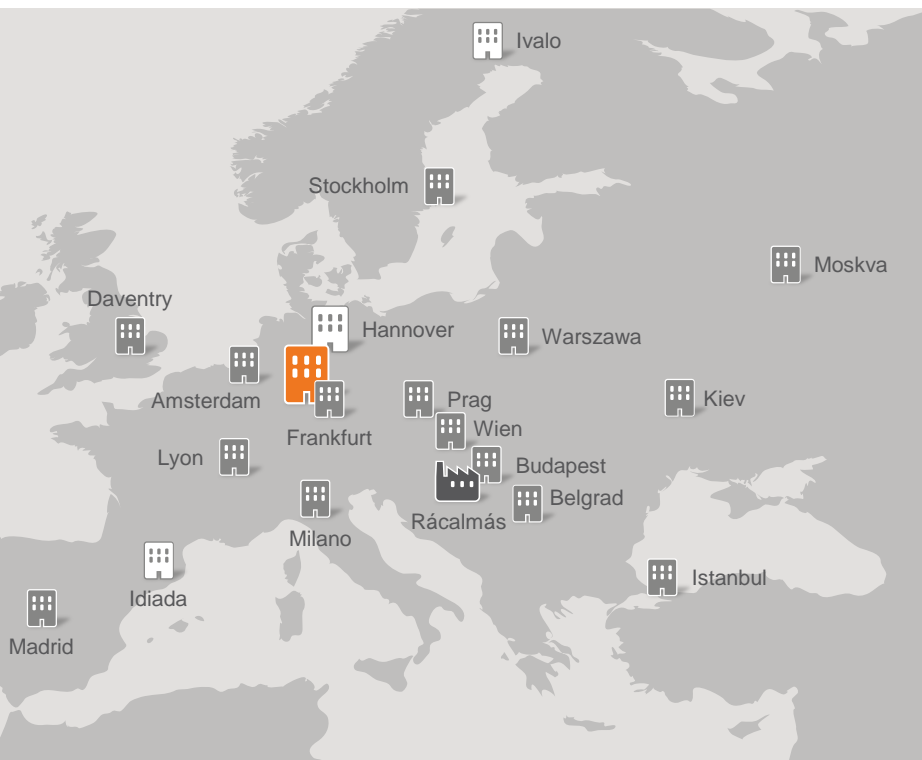 Ivalo
Stockholm
Moskva
Daventry
Hannover
Warszawa
Amsterdam
Prag
Kiev
Frankfurt
Wien
Lyon
Budapest
Belgrad
Rácalmás
Milano
Istanbul
Idiada
Madrid